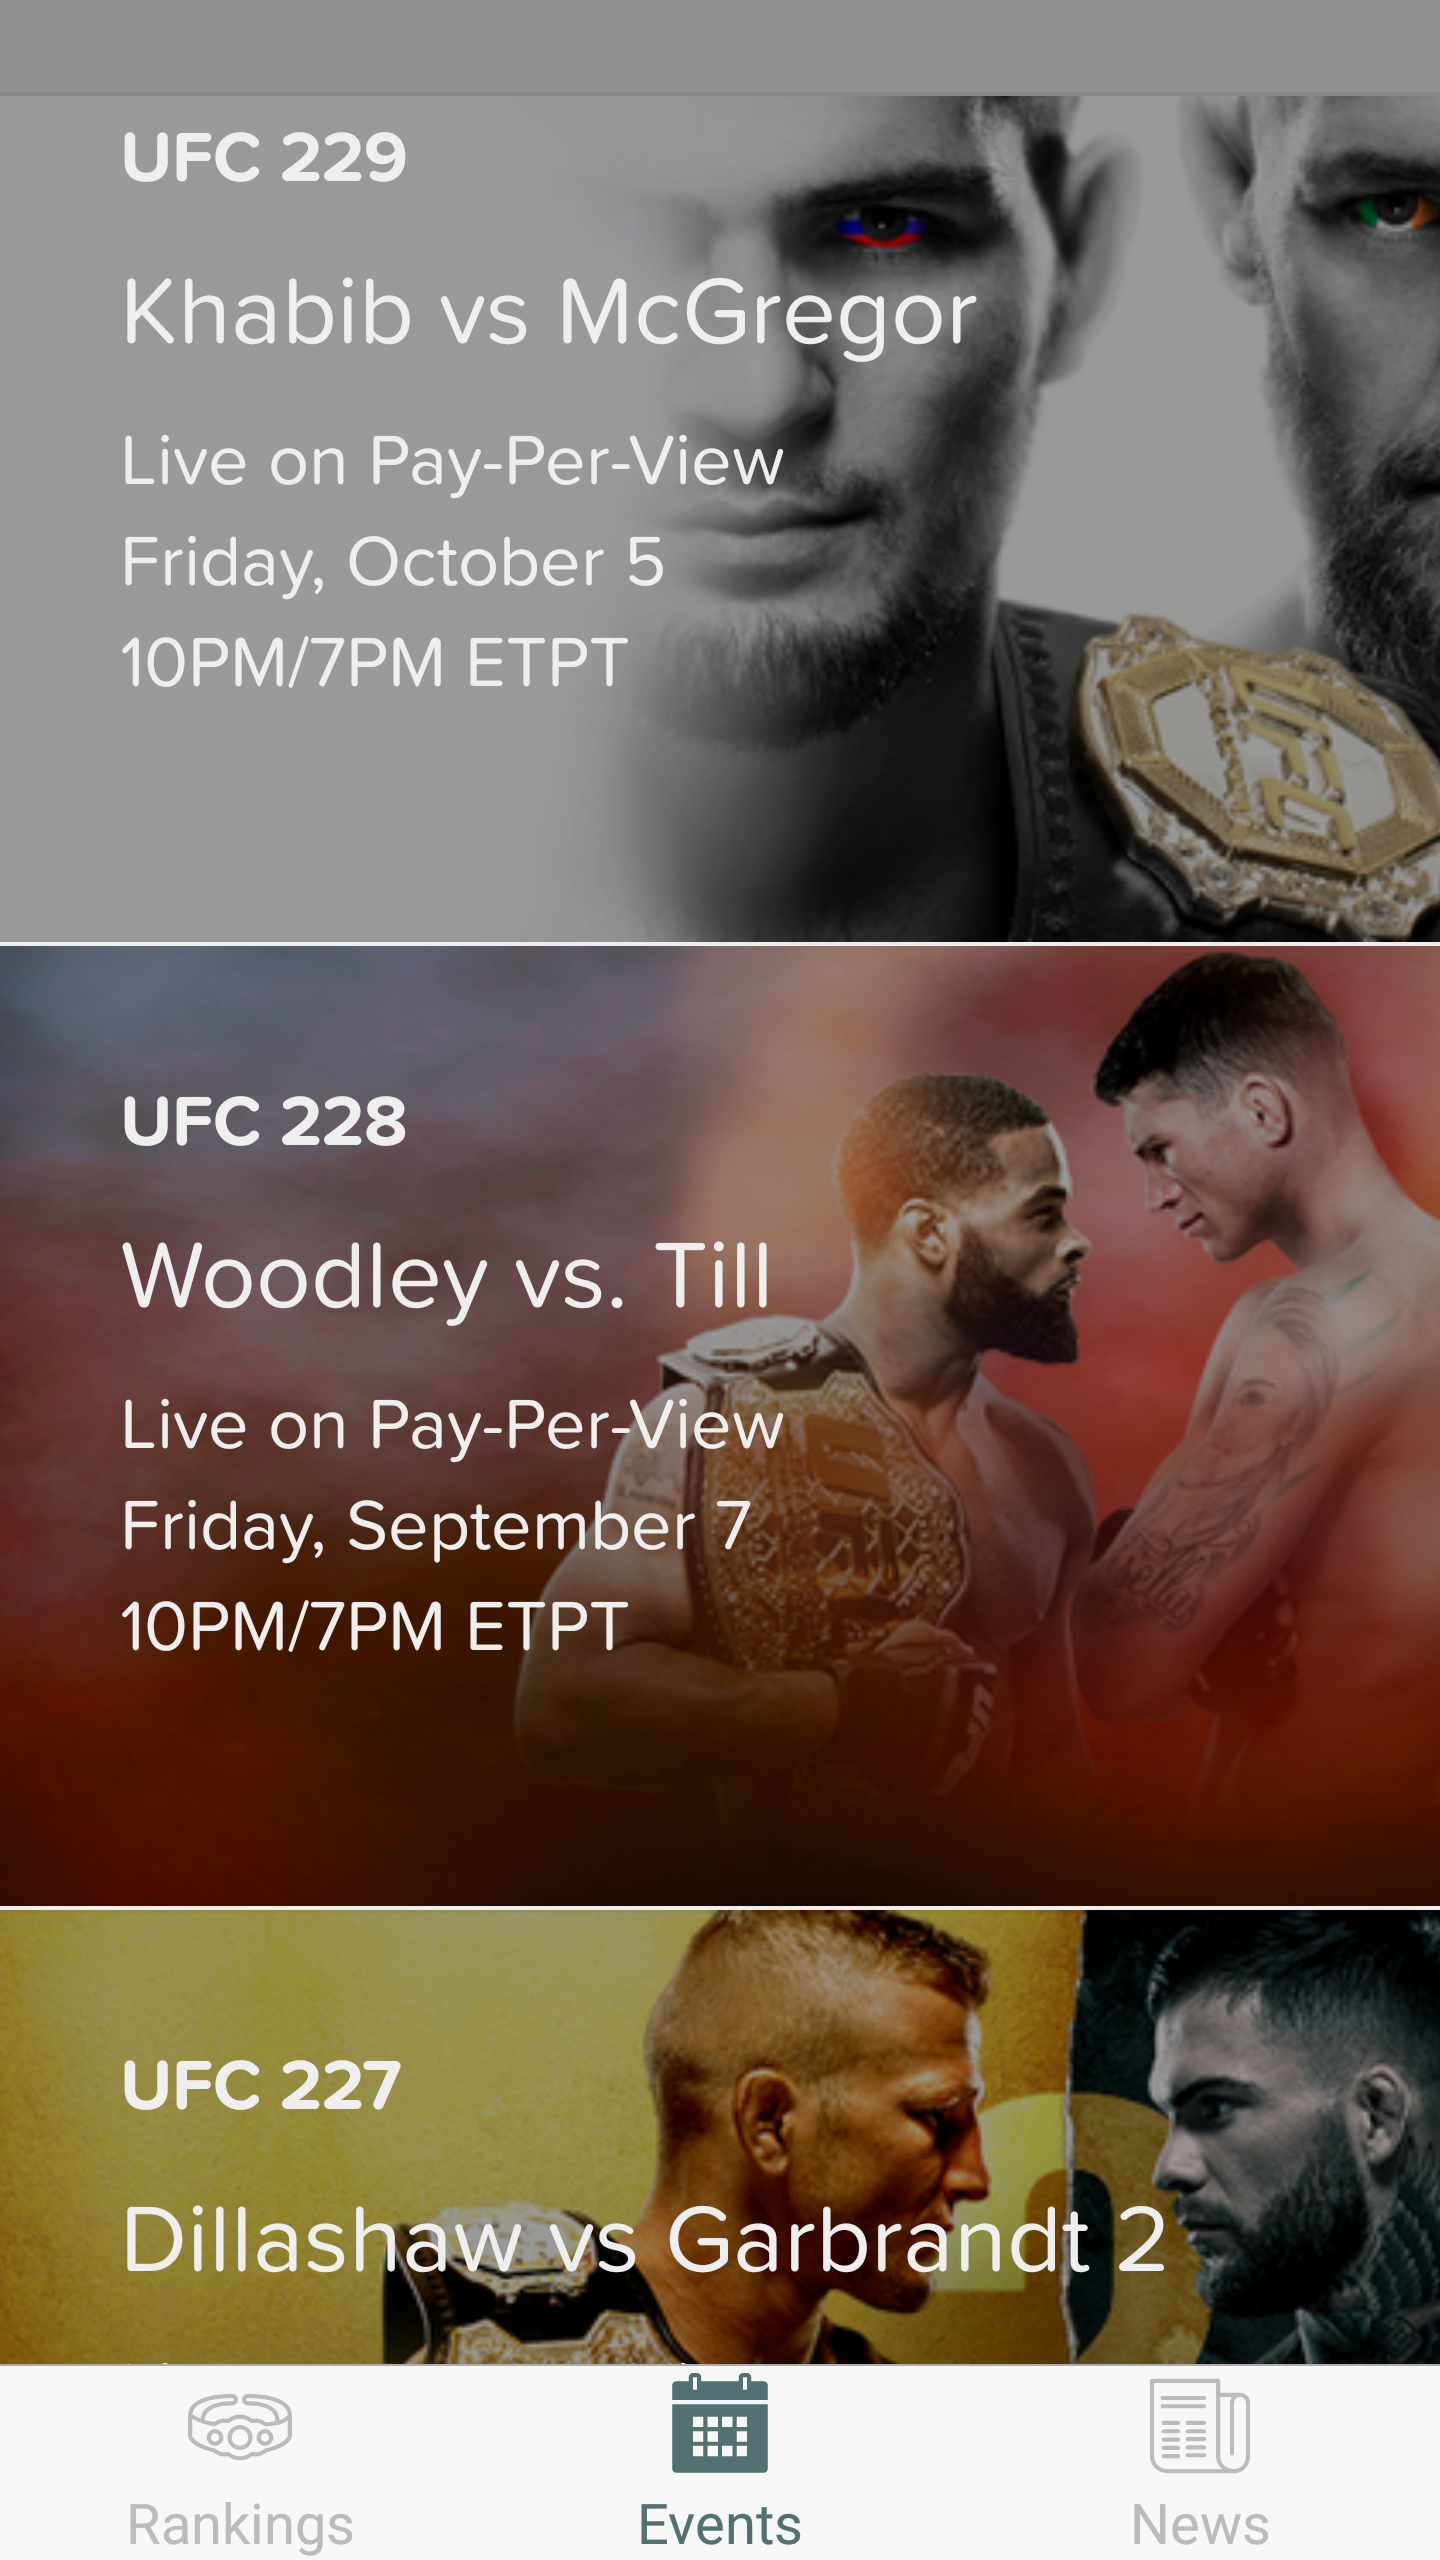 UFC 229
Khabib vs McGregor
Live on Pay-Per-View
Friday, October 5
10PM/7PM ETPT
UFC 228
Woodley vs. Till
Live on Pay-Per-View
Friday, September 7
10PM/7PM ETPT
UFC 227
Dillashaw vs Garbrandt 2
Rankings
Events
News